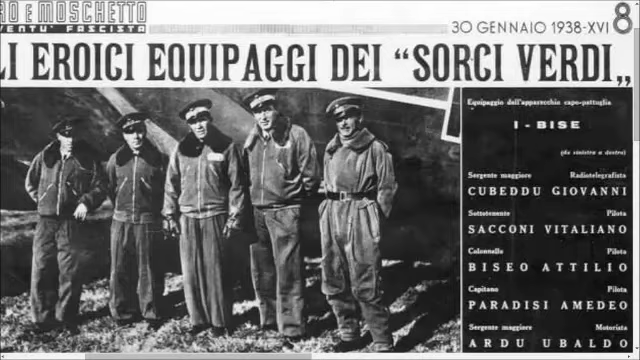 RO E MOSCHETTO
VENTU' FASCISTA
30 GENNAIO 1938-XVI 8
LI EROICI EQUIPAGGI DEI "SORCI VERDI„
Equipaggio dell'apparecchio capo-pattuglia
I - BISE
(da sinistra a destra)
Sergente maggiore Radiotelegrafista
CUBEDDU GIOVANNI
Sottotenente Pilota
SACCONI VITALIANO
Colonnello Pilota
BISEO ATTILIO
Capitano Pilota
PARADISI AMEDEO
Sergente maggiore Motorista
ARDU UBALDO